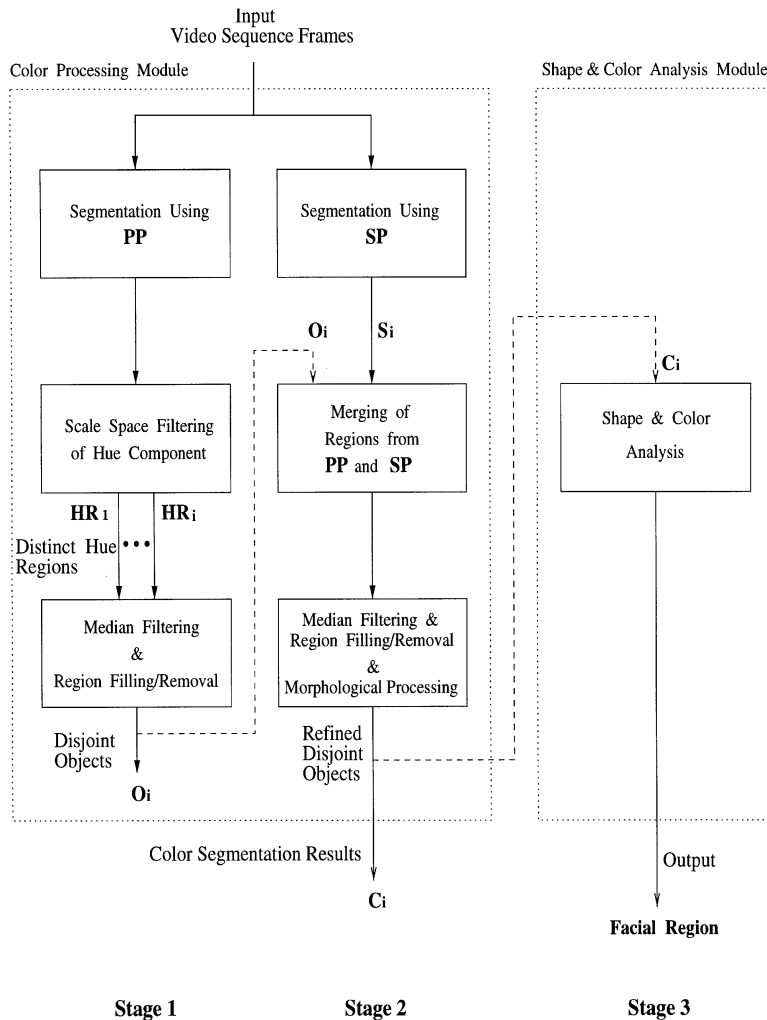 Input
Video Sequence Frames
Color Processing Module
Shape & Color Analysis Module
Segmentation Using
PP
Segmentation Using
SP
Oi
Si
Ci
Scale Space Filtering
of Hue Component
Merging of
Regions from
PP and SP
Shape & Color
Analysis
HR1
HRi
Distinct Hue
Regions
Median Filtering
&
Region Filling/Removal
Median Filtering &
Region Filling/Removal
&
Morphological Processing
Disjoint
Objects
Oi
Refined
Disjoint
Objects
Color Segmentation Results
Ci
Output
Facial Region
Stage 1
Stage 2
Stage 3